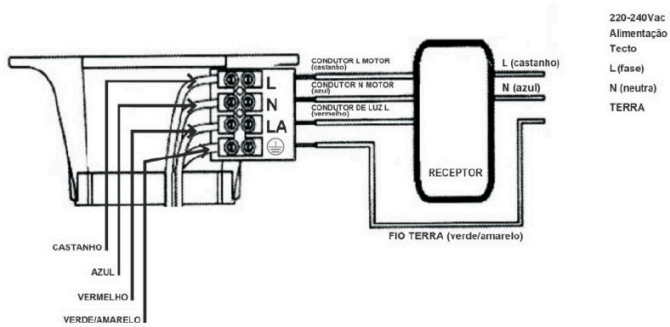 220-240Vac
Alimentação
Tecto
L (fase)
N (neutra)
TERRA
CONDUTOR L MOTOR
(castanho)
CONDUTOR N MOTOR
(azul)
CONDUTOR DE LUZ L
(vermelho)
L
N
LA
L (castanho)
N (azul)
RECEPTOR
FIO TERRA (verde/amarelo)
CASTANHO
AZUL
VERMELHO
VERDE/AMARELO